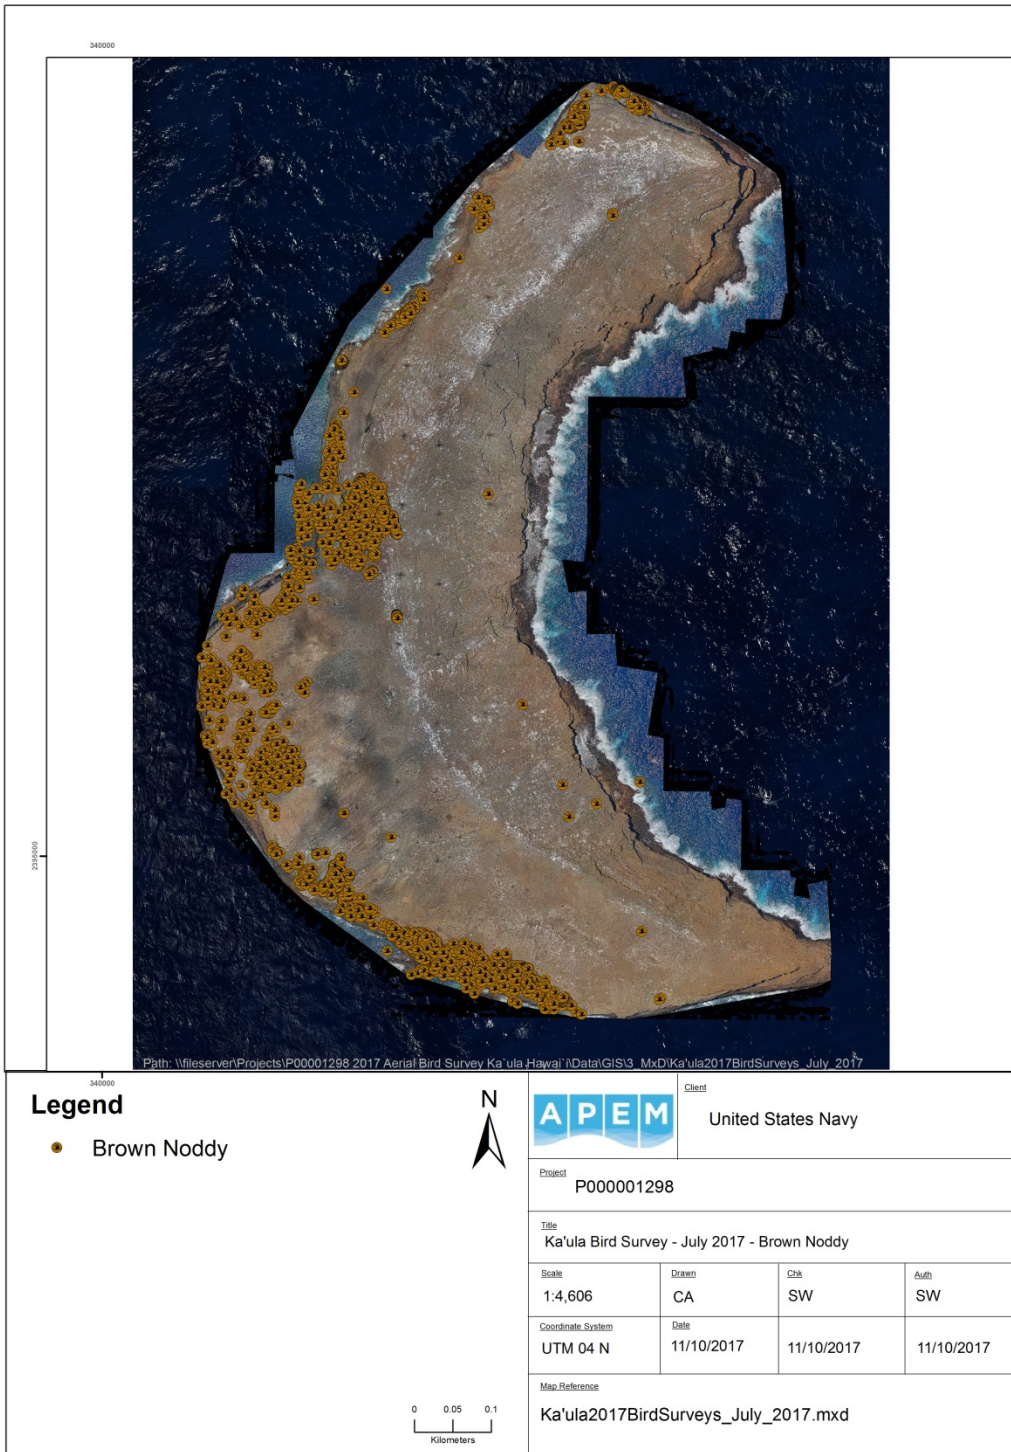 340000
2395000
Path: \\fileserver\Projects\P00001298 2017 Aerial Bird Survey Ka`ula,Hawai`i\Data\GIS\3_MxD\Ka'ula2017BirdSurveys_July_2017
340000
Legend
Brown Noddy
N
0 0.05 0.1
Kilometers
APEM
Client
United States Navy
Project
P000001298
Title
Ka'ula Bird Survey - July 2017 - Brown Noddy
Scale
1:4,606
Drawn
CA
Chk
SW
Auth
SW
Coordinate System
UTM 04 N
Date
11/10/2017
11/10/2017
11/10/2017
Map Reference
Ka'ula2017BirdSurveys_July_2017.mxd